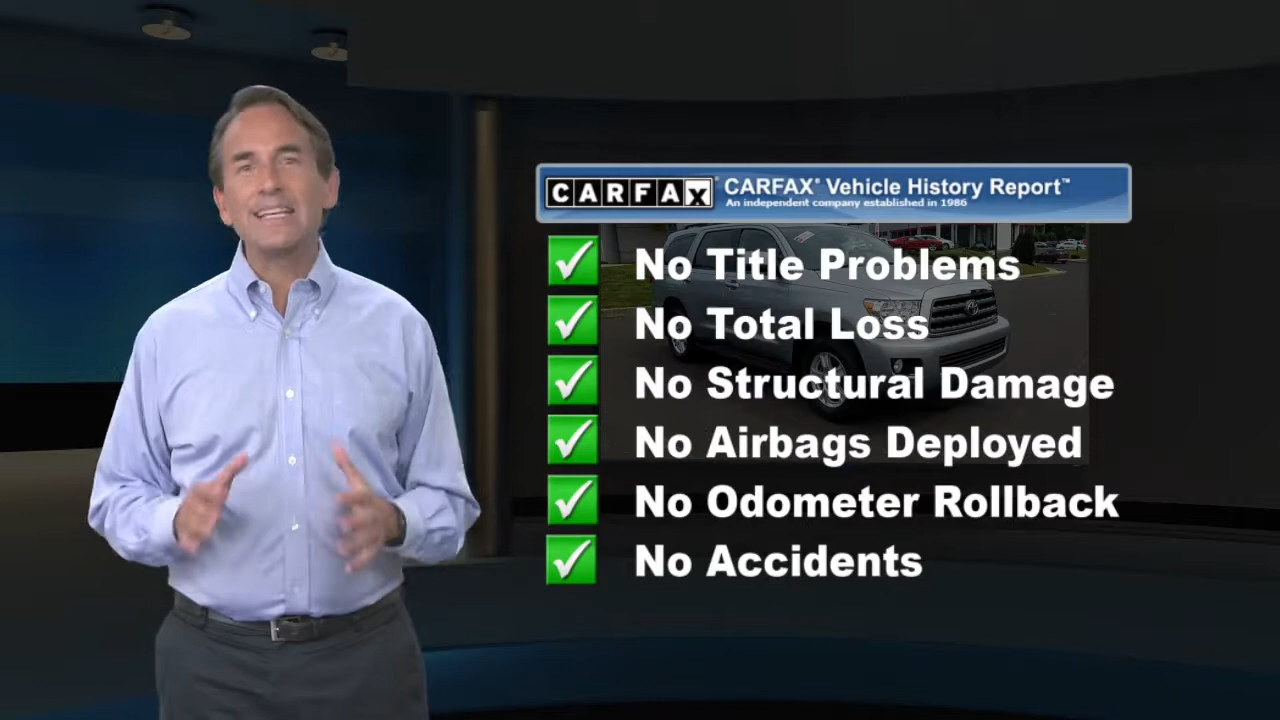 CARFAX® CARFAX® Vehicle History Report™
An independent company established in 1986
No Title Problems
No Total Loss
No Structural Damage
No Airbags Deployed
No Odometer Rollback
No Accidents